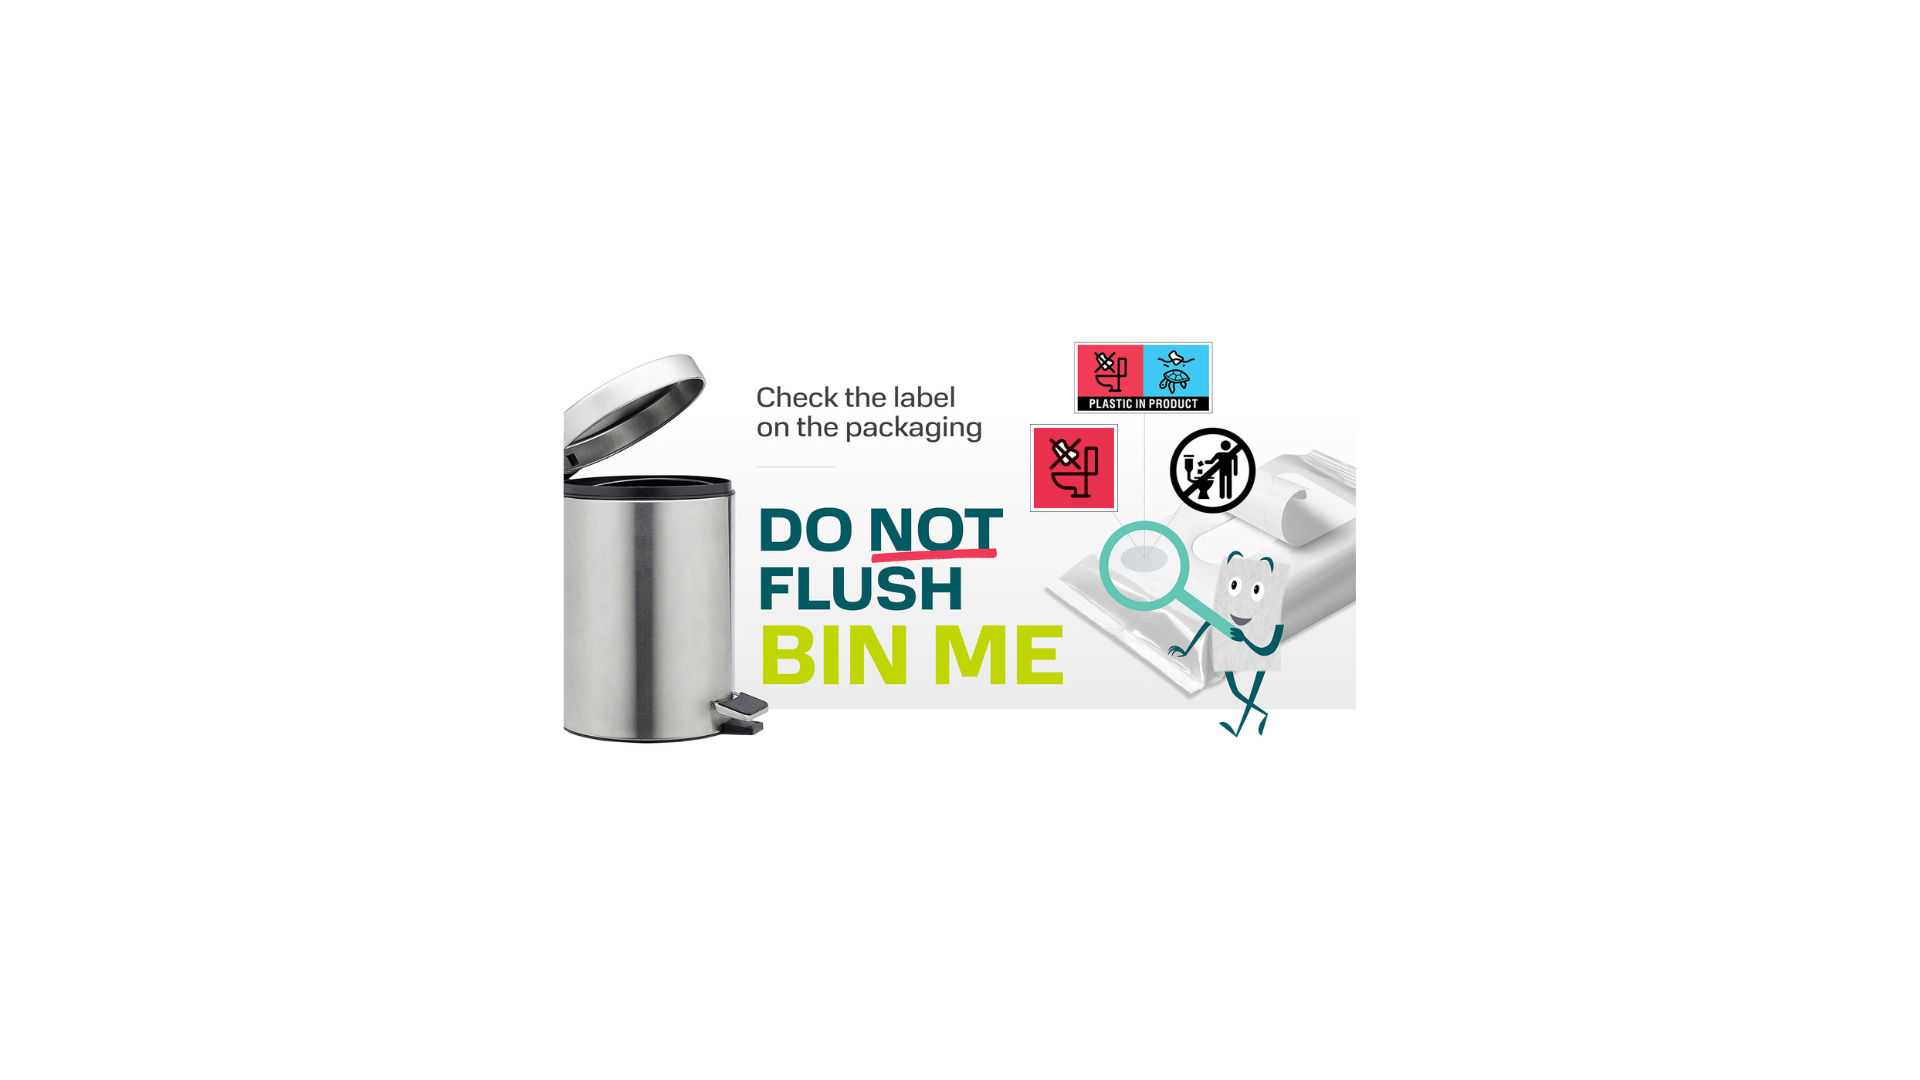 Check the label
on the packaging
DO NOT
FLUSH
BIN ME
PLASTIC IN PRODUCT